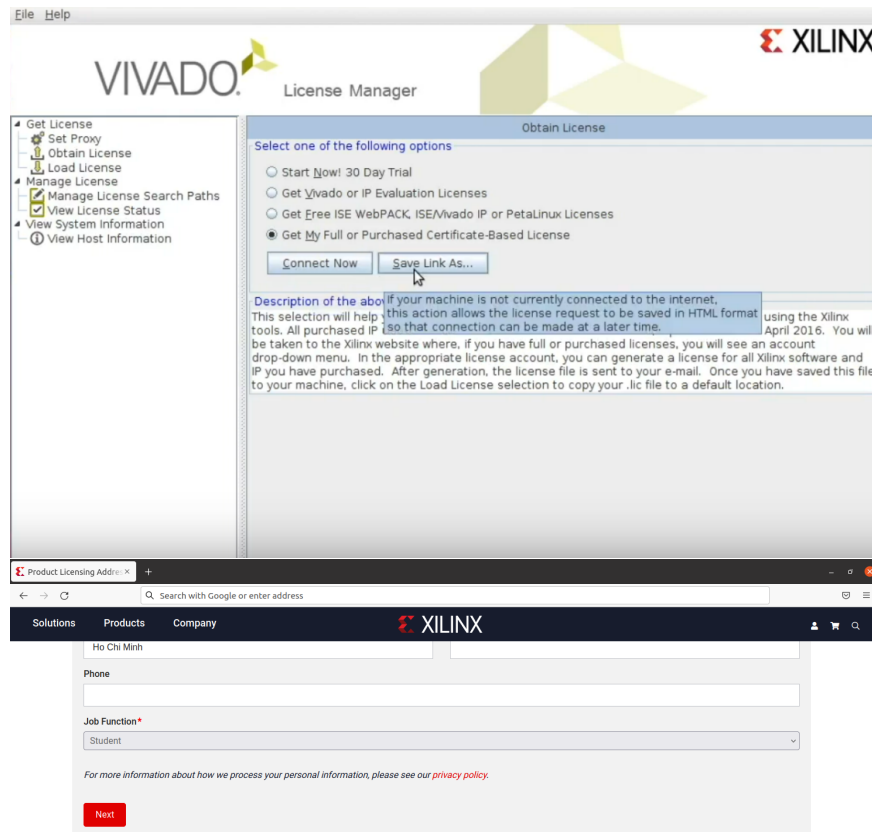 File Help
XILINX
VIVADO.
License Manager
Get License
Set Proxy
Obtain License
Load License
Manage License
Manage License Search Paths
View License Status
View System Information
View Host Information
Obtain License
Select one of the following options
Start Now! 30 Day Trial
Get Vivado or IP Evaluation Licenses
Get Free ISE WebPACK, ISE/Vivado IP or PetaLinux Licenses
Get My Full or Purchased Certificate-Based License
Connect Now Save Link As...
If your machine is not currently connected to the internet,
this action allows the license request to be saved in HTML format
so that connection can be made at a later time.
Description of the abo
This selection will help using the Xilinx
tools. All purchased IP April 2016. You will
be taken to the Xilinx website where, if you have full or purchased licenses, you will see an account
drop-down menu. In the appropriate license account, you can generate a license for all Xilinx software and
IP you have purchased. After generation, the license file is sent to your e-mail. Once you have saved this file
to your machine, click on the Load License selection to copy your .lic file to a default location.
Product Licensing Addre
Search with Google or enter address
Solutions Products Company XILINX
Ho Chi Minh
Phone
Job Function*
Student
For more information about how we process your personal information, please see our privacy policy.
Next